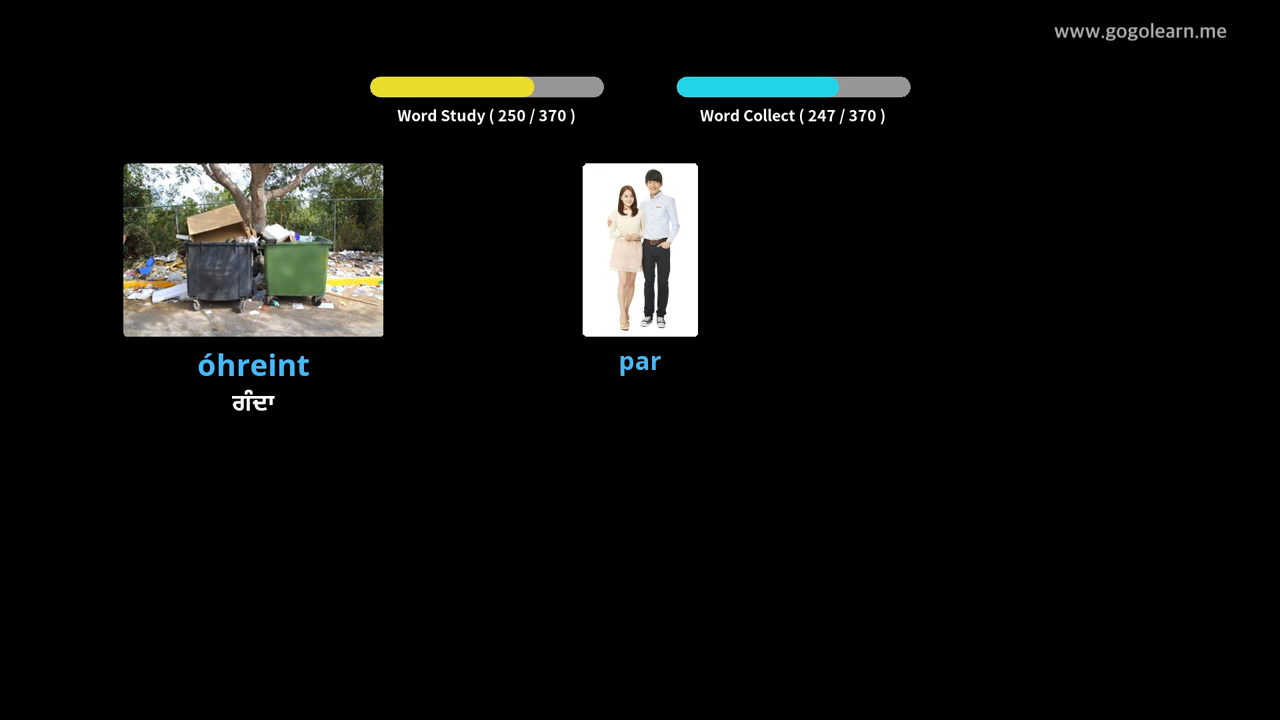 www.gogolearn.me
Word Study ( 250 / 370 )
Word Collect ( 247 / 370 )
óhreint
ਗੰਦਾ
par